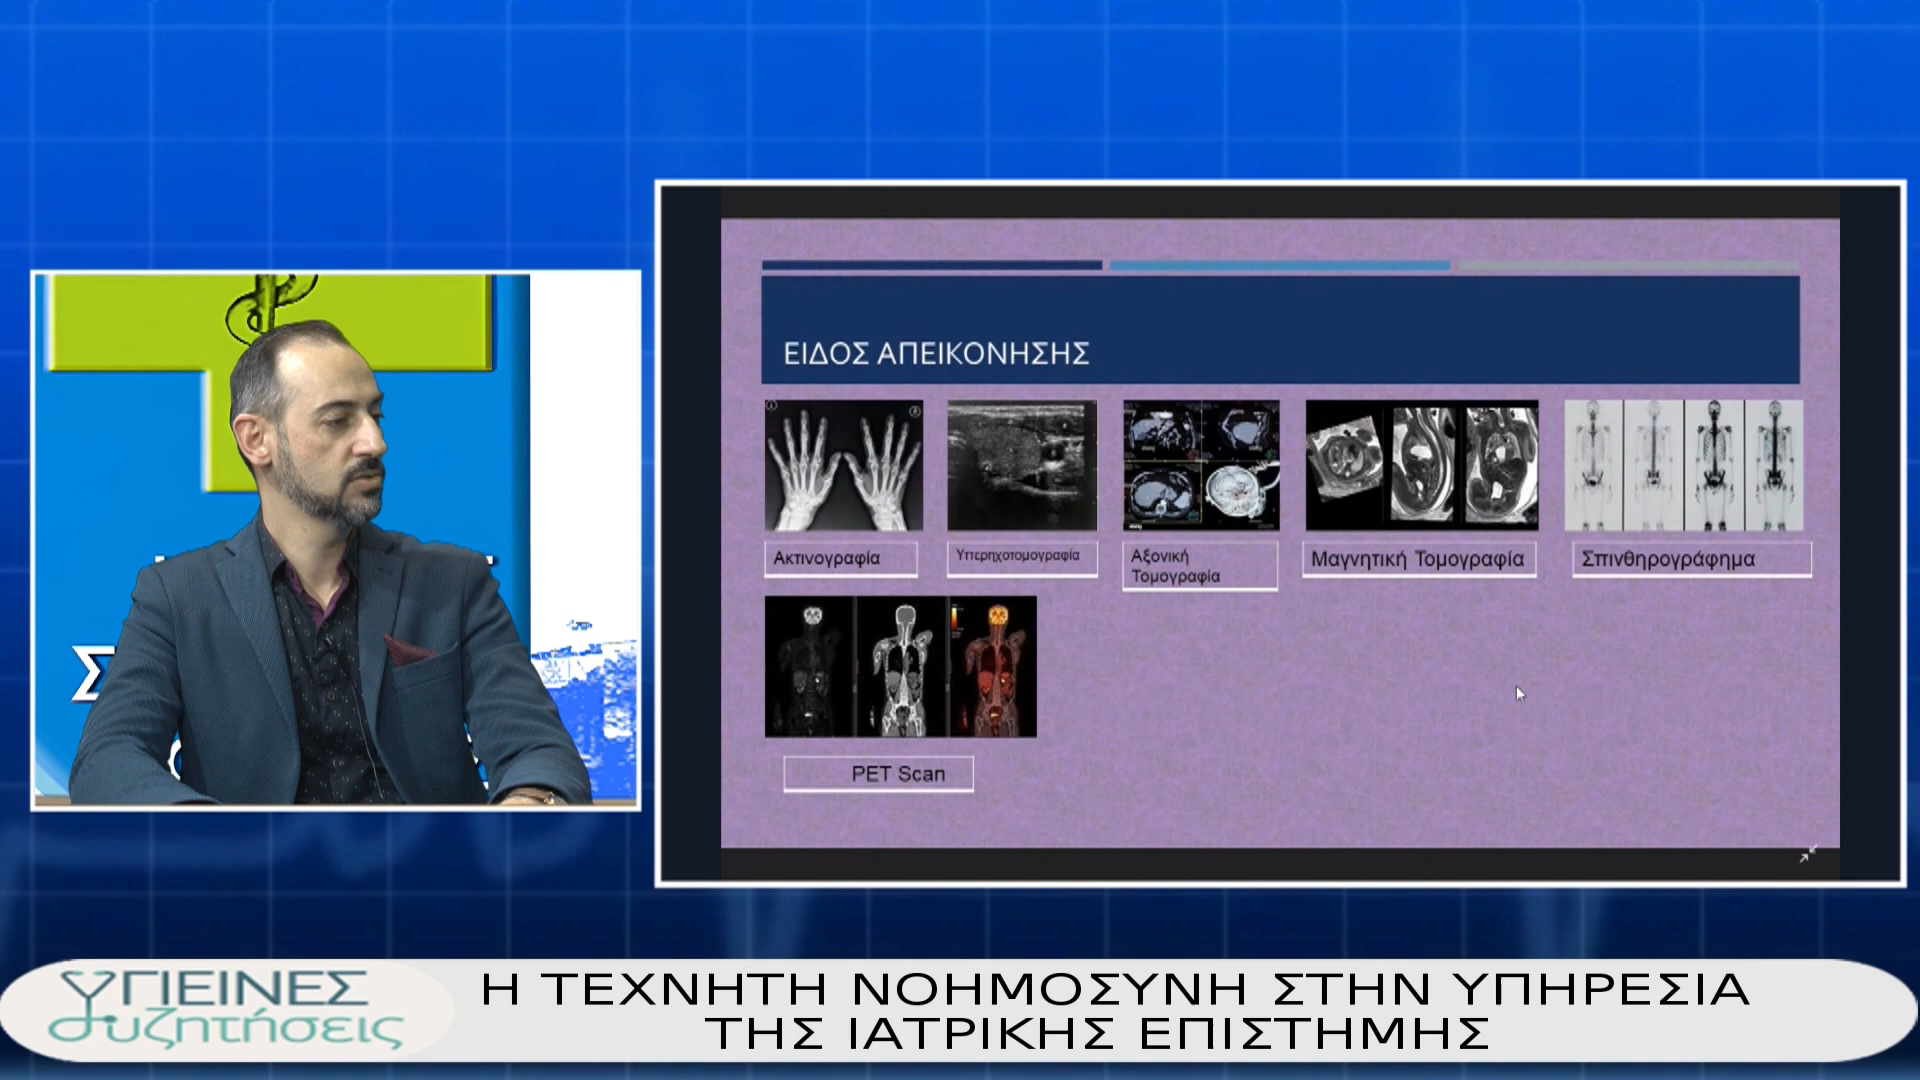 ΕΙΔΟΣ ΑΠΕΙΚΟΝΗΣΗΣ
Ακτινογραφία
Υπερηχοτομογραφία
Αξονική
Τομογραφία
Μαγνητική Τομογραφία
Σπινθηρογράφημα
PET Scan
Σ
ΥΓΙΕΙΝΕΣ
συζητήσεις
Η ΤΕΧΝΗΤΗ ΝΟΗΜΟΣΥΝΗ ΣΤΗΝ ΥΠΗΡΕΣΙΑ
ΤΗΣ ΙΑΤΡΙΚΗΣ ΕΠΙΣΤΗΜΗΣ